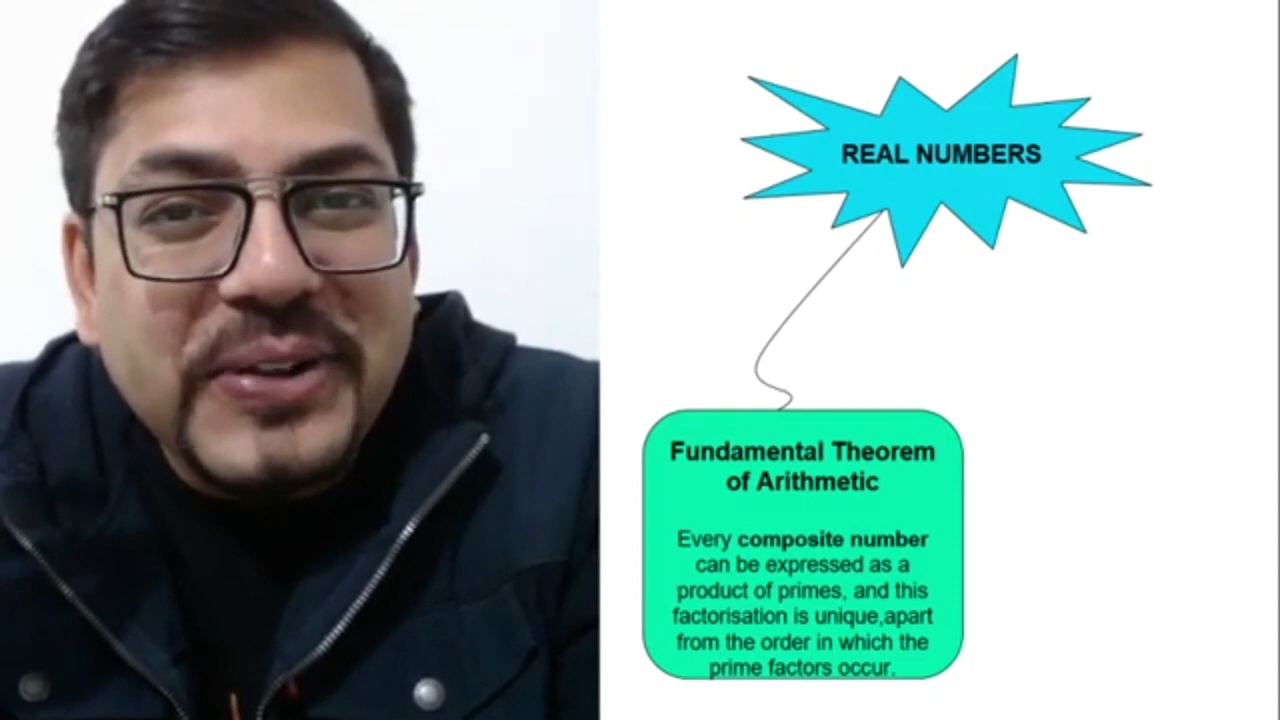 REAL NUMBERS
Fundamental Theorem
of Arithmetic
Every composite number
can be expressed as a
product of primes, and this
factorisation is unique,apart
from the order in which the
prime factors occur.